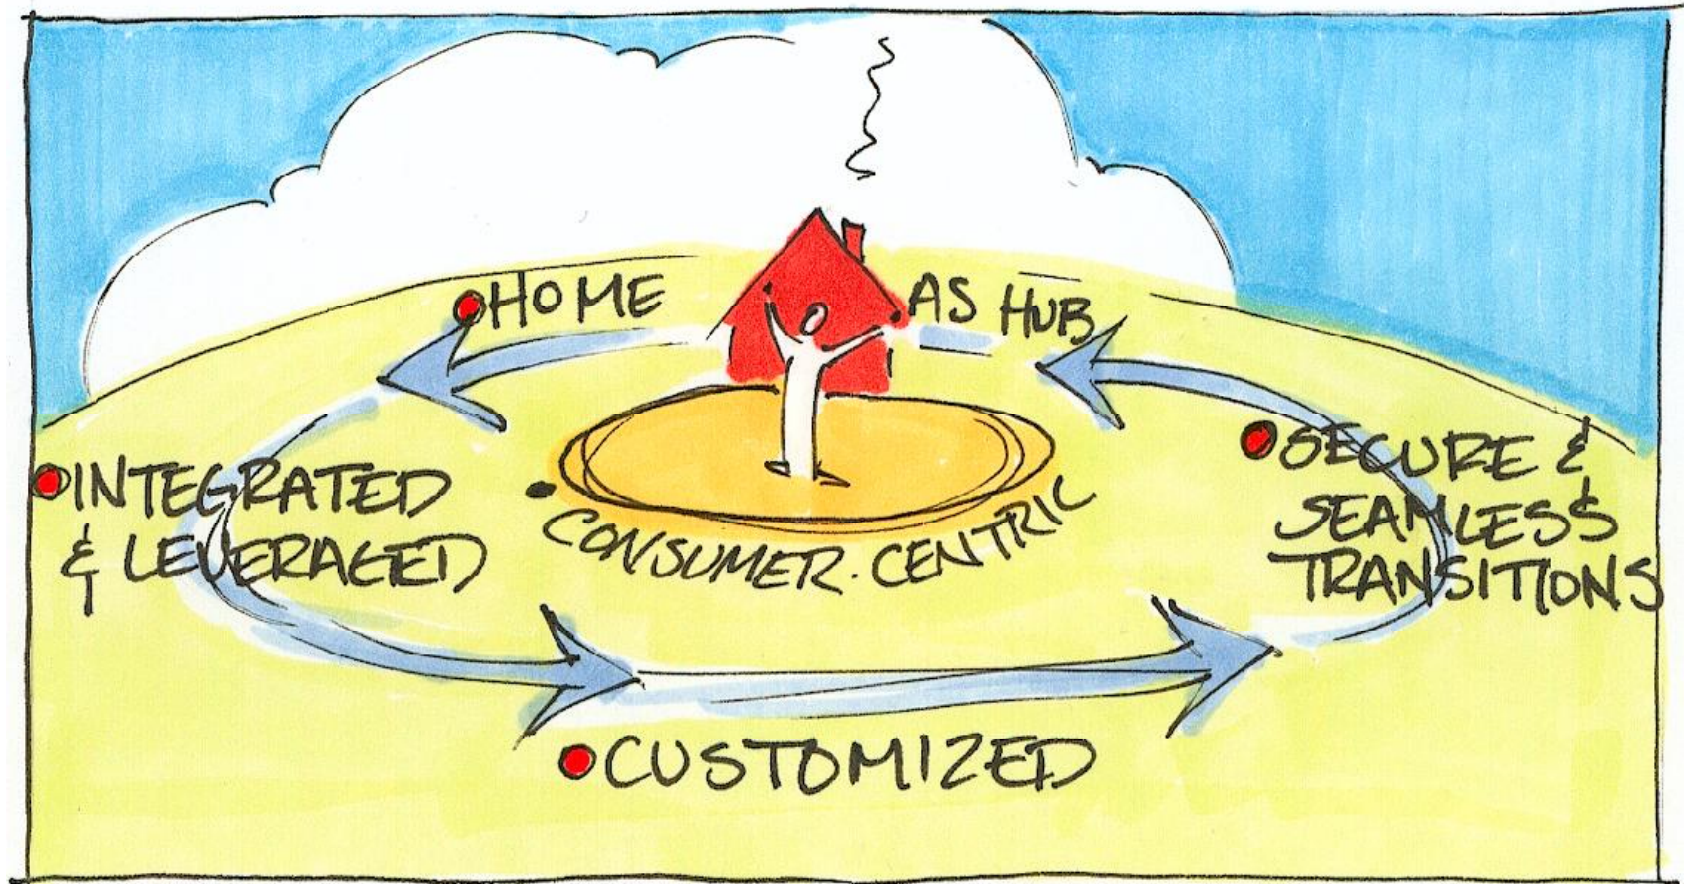 HOME AS HUB
INTEGRATED
& LEVERAGED
CONSUMER. CENTRIC
SECURE &
SEAMLESS
TRANSITIONS
CUSTOMIZED